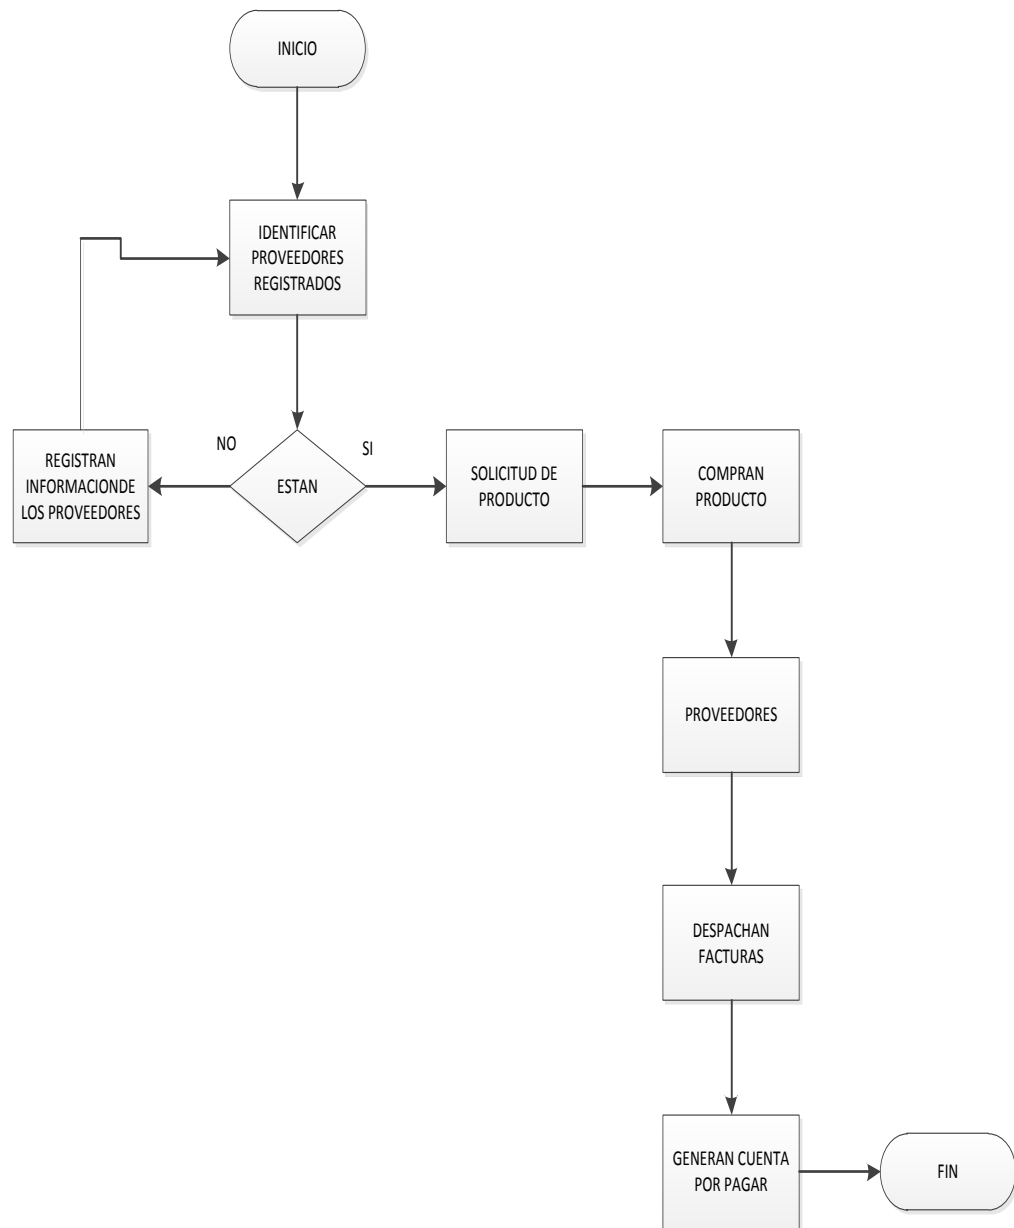 INICIO
IDENTIFICAR
PROVEEDORES
REGISTRADOS
NO
SI
REGISTRAN
INFORMACIONDE
LOS PROVEEDORES
ESTAN
SOLICITUD DE
PRODUCTO
COMPRAN
PRODUCTO
PROVEEDORES
DESPACHAN
FACTURAS
GENERAN CUENTA
POR PAGAR
FIN